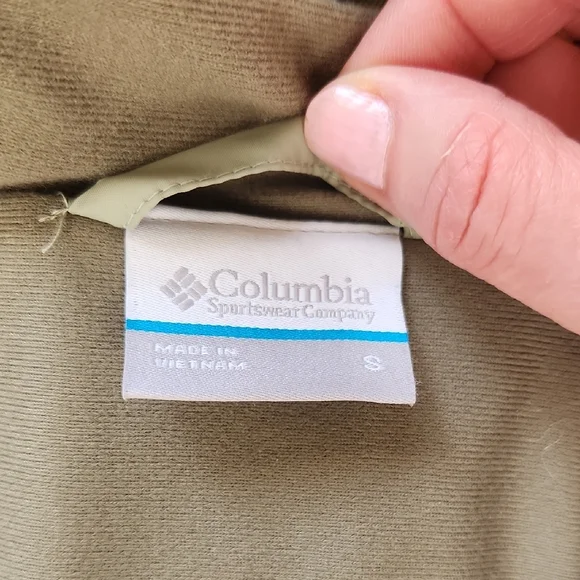 Columbia
Sportswear Company
MADE IN
VIETNAM
S